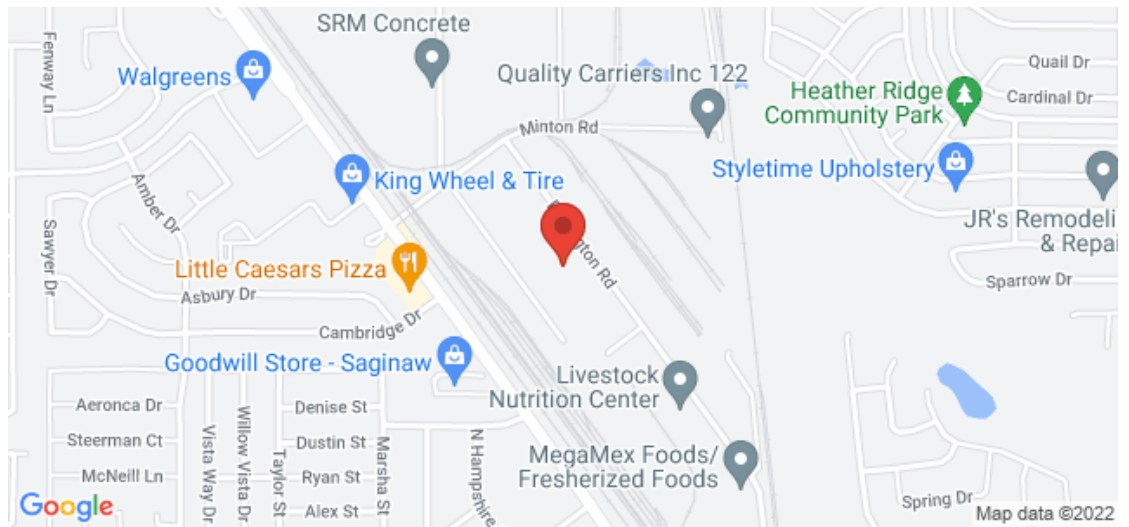 SRM Concrete
Fenway Ln
Walgreens
Quality Carriers Inc 122
Quail Dr
Heather Ridge
Community Park
Cardinal Dr
Minton Rd
King Wheel & Tire
Styletime Upholstery
Amber Dr
JR's Remodeli
& Repai
Sawyer Dr
gton Rd
Little Caesars Pizza
Asbury Dr
Sparrow Dr
Cambridge Dr
Goodwill Store - Saginaw
Livestock
Nutrition Center
Aeronca Dr
Denise St
Steerman Ct
Dustin St
Vista Way Dr
Willow Vista Dr
Taylor St
Marsha St
N Hampshire
McNeill Ln
Ryan St
MegaMex Foods/
Fresherized Foods
Alex St
Spring Dr
Google
Map data ©2022